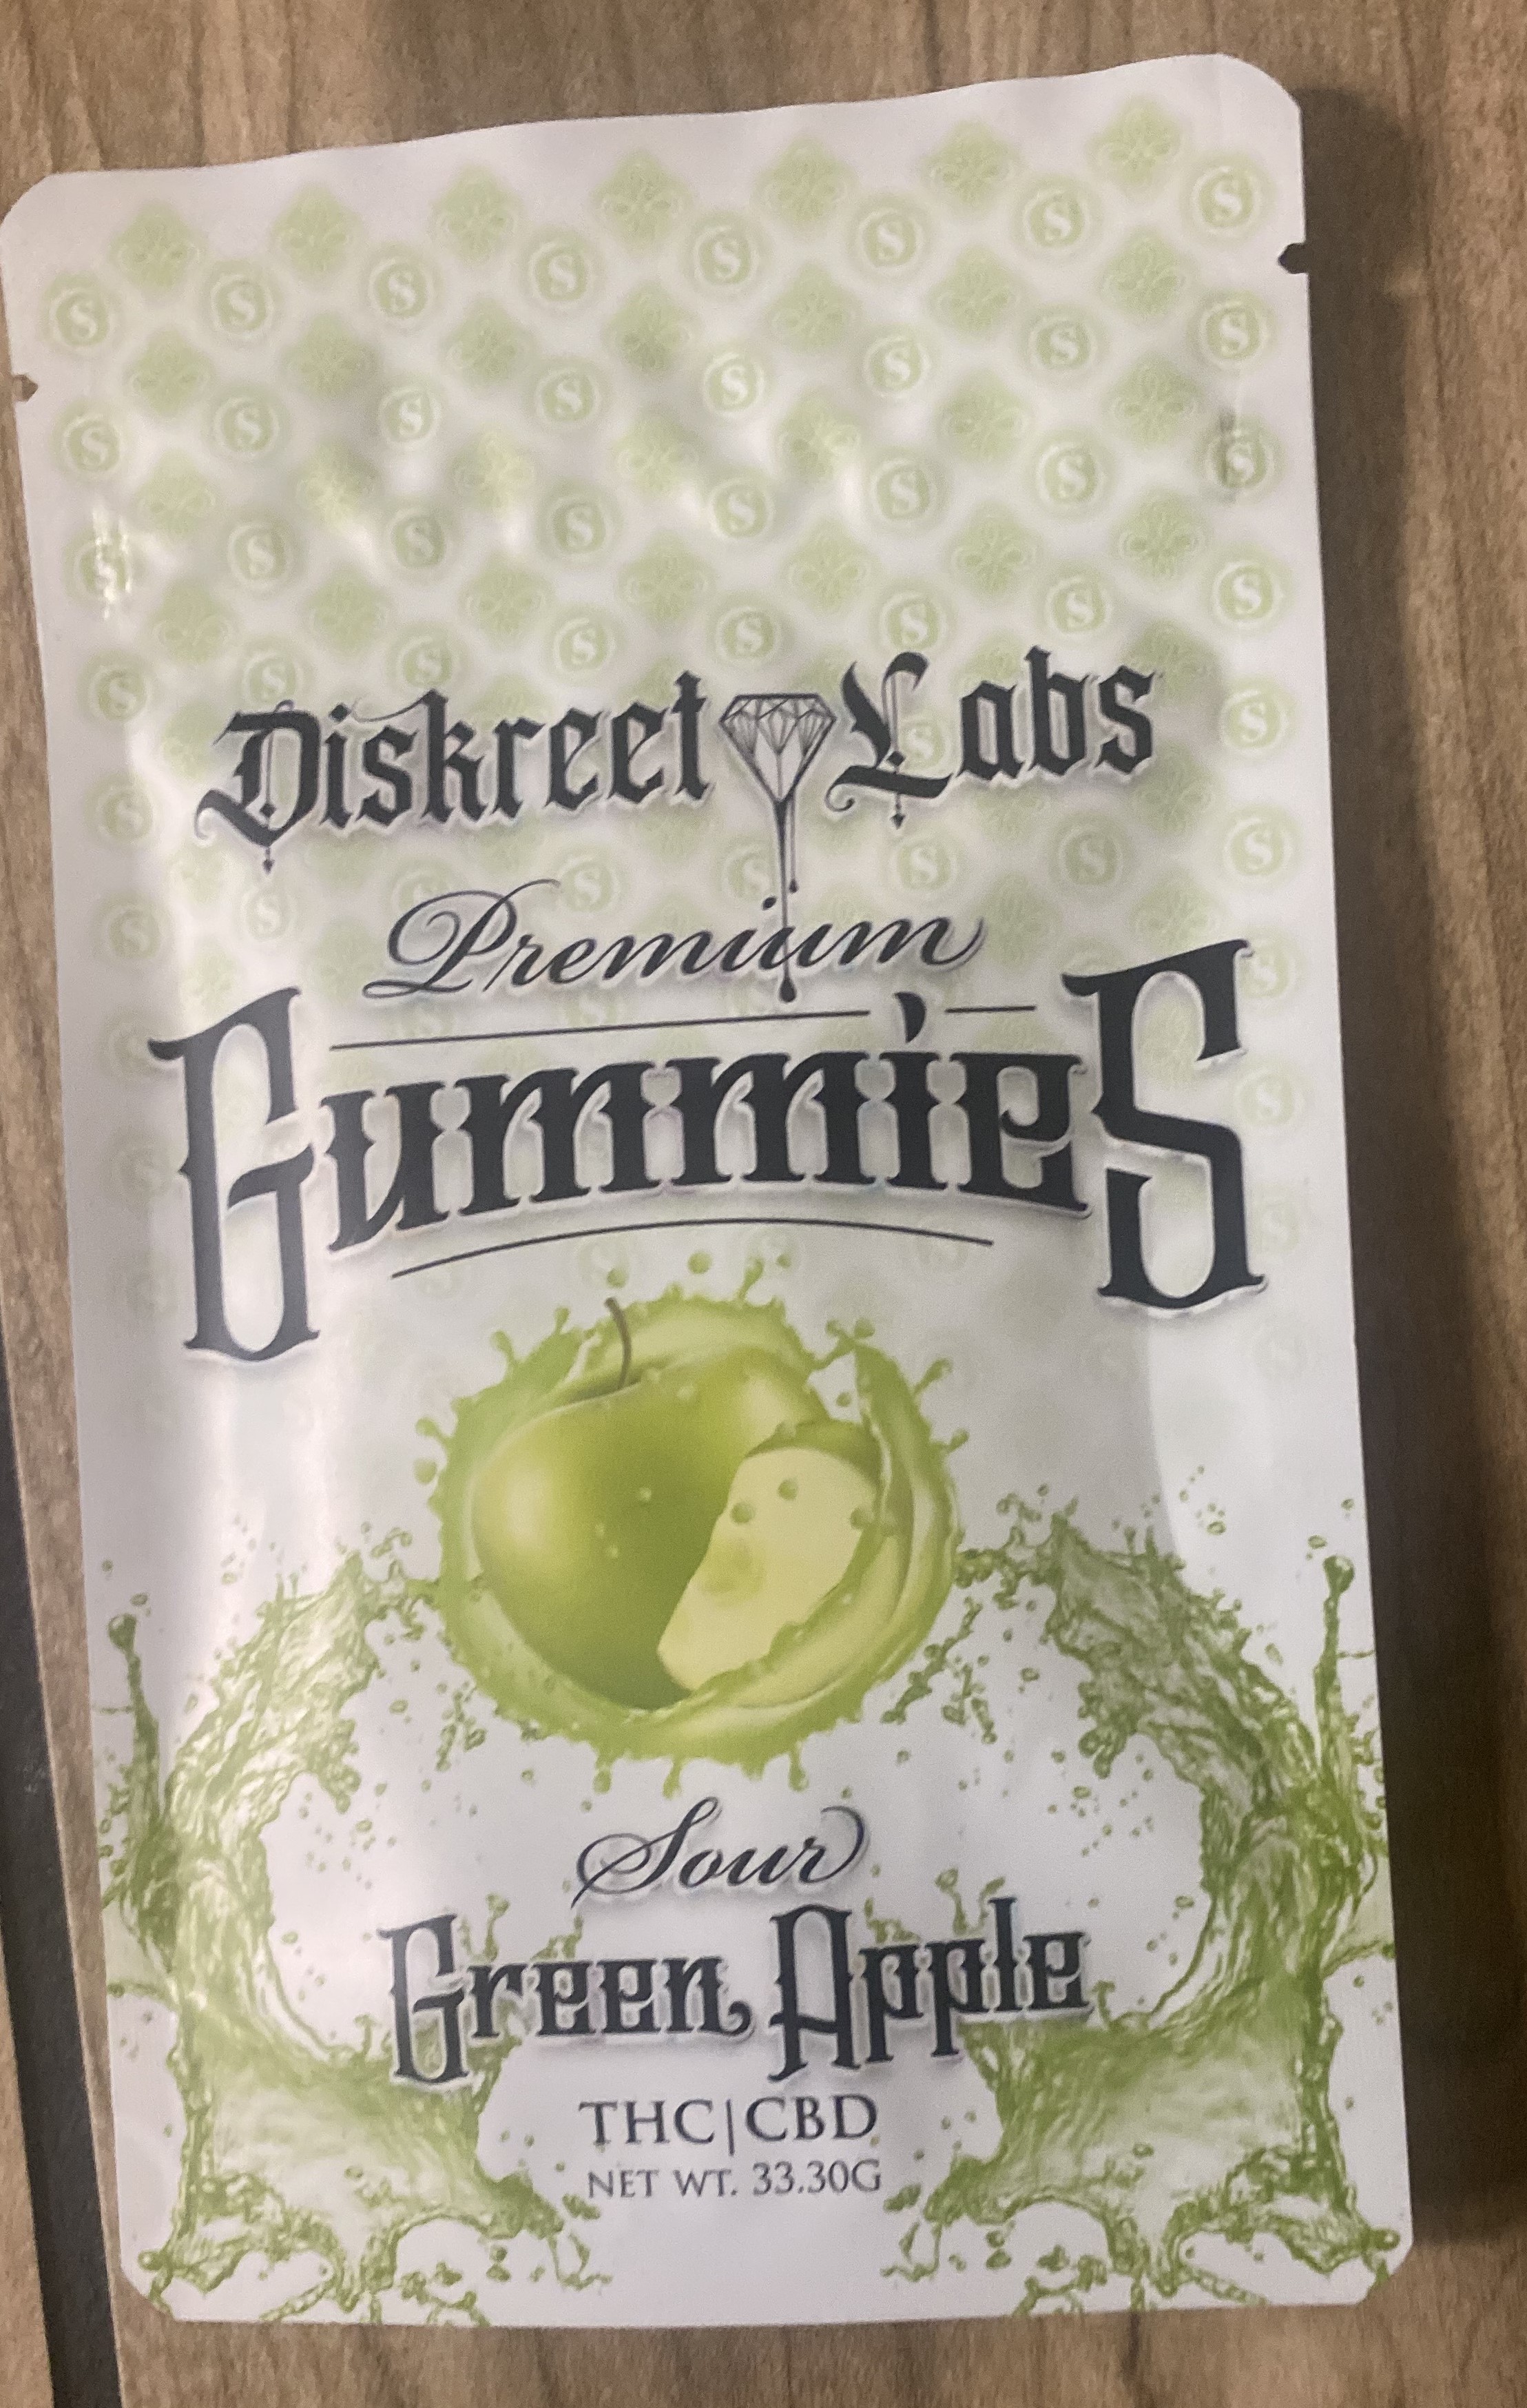 Diskreet Labs
Premium
Gummies
Sour
Green Apple
THC|CBD
NET WT. 33.30G